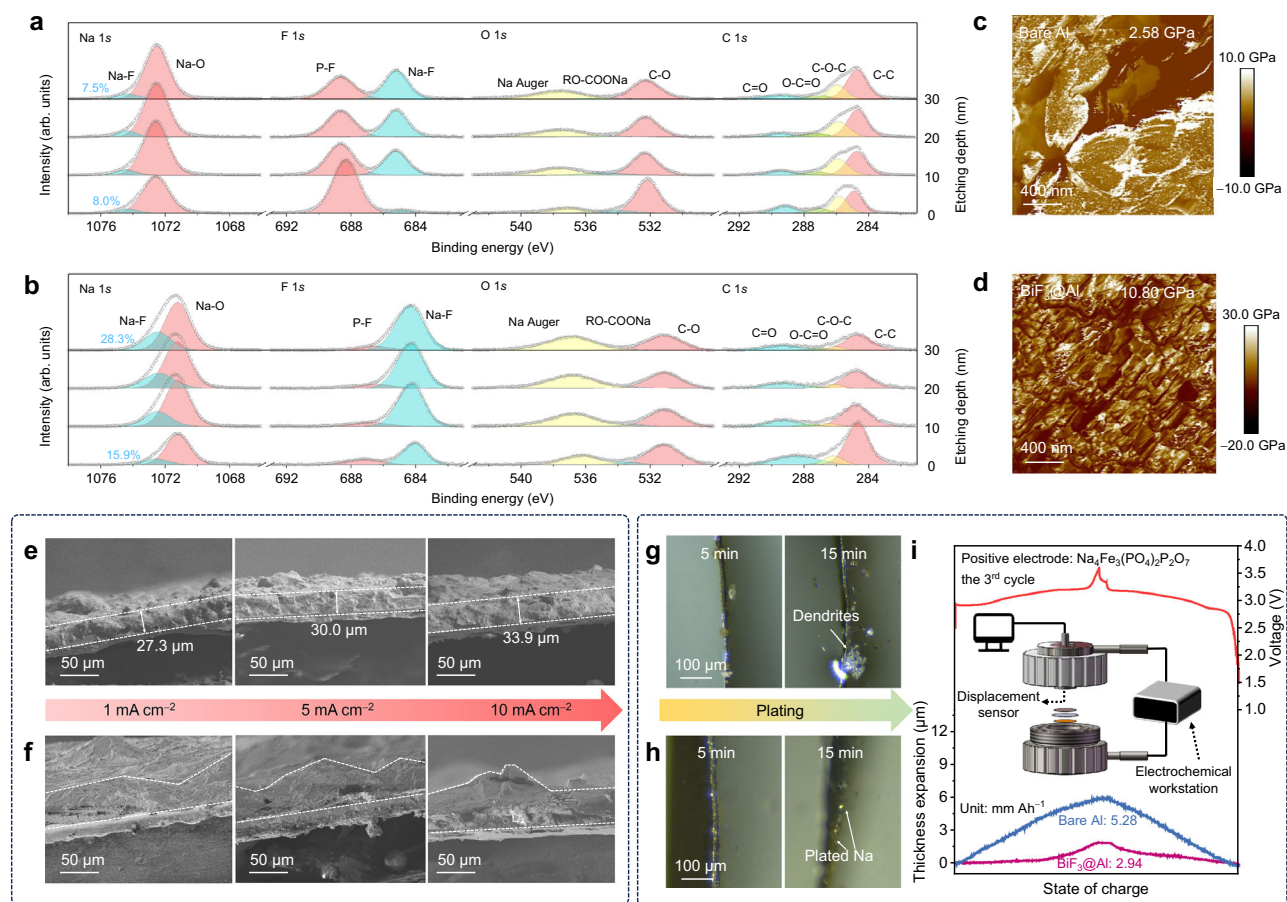 a
Na 1s
F 1s
O 1s
C 1s
Na-F
Na-O
P-F
Na-F
Na Auger
RO-COONa
C-O
C=O
O-C=O
C-O-C
C-C
7.5%
8.0%
30
20
10
0
Intensity (arb. units)
Etching depth (nm)
1076
1072
1068
692
688
684
540
536
532
292
288
284
Binding energy (eV)
b
Na 1s
F 1s
O 1s
C 1s
Na-F
Na-O
P-F
Na-F
Na Auger
RO-COONa
C-O
C=O
O-C=O
C-O-C
C-C
28.3%
15.9%
30
20
10
0
Intensity (arb. units)
Etching depth (nm)
1076
1072
1068
692
688
684
540
536
532
292
288
284
Binding energy (eV)
c
Bare Al
2.58 GPa
400 nm
10.0 GPa
−10.0 GPa
d
BiF₃@Al
10.80 GPa
400 nm
30.0 GPa
−20.0 GPa
e
27.3 µm
30.0 µm
33.9 µm
50 µm
50 µm
50 µm
1 mA cm⁻²
5 mA cm⁻²
10 mA cm⁻²
f
50 µm
50 µm
50 µm
g
5 min
15 min
Dendrites
100 µm
Plating
h
5 min
15 min
Plated Na
100 µm
i
Positive electrode: Na₄Fe₃(PO₄)₂P₂O₇
the 3ʳᵈ cycle
4.0
3.5
3.0
2.5
2.0
1.5
1.0
Voltage (V)
Displacement
sensor
Electrochemical
workstation
12
9
6
3
0
Thickness expansion (µm)
Unit: mm Ah⁻¹
Bare Al: 5.28
BiF₃@Al: 2.94
State of charge